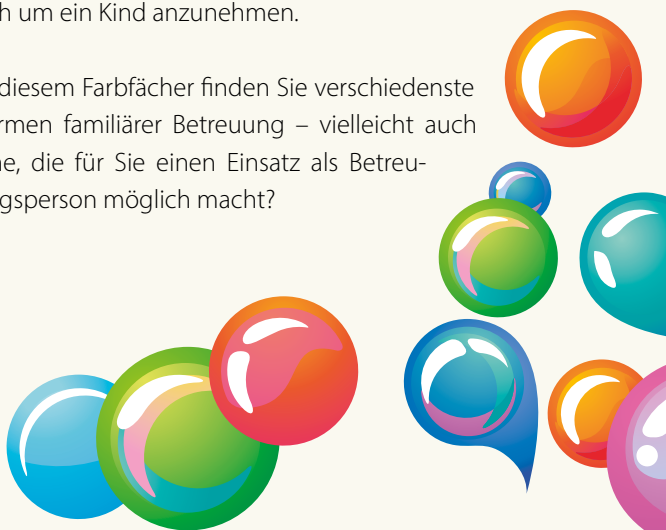 h um ein Kind anzunehmen.
diesem Farbfächer finden Sie verschiedenste
rmen familiärer Betreuung – vielleicht auch
ne, die für Sie einen Einsatz als Betreu-
gsperson möglich macht?